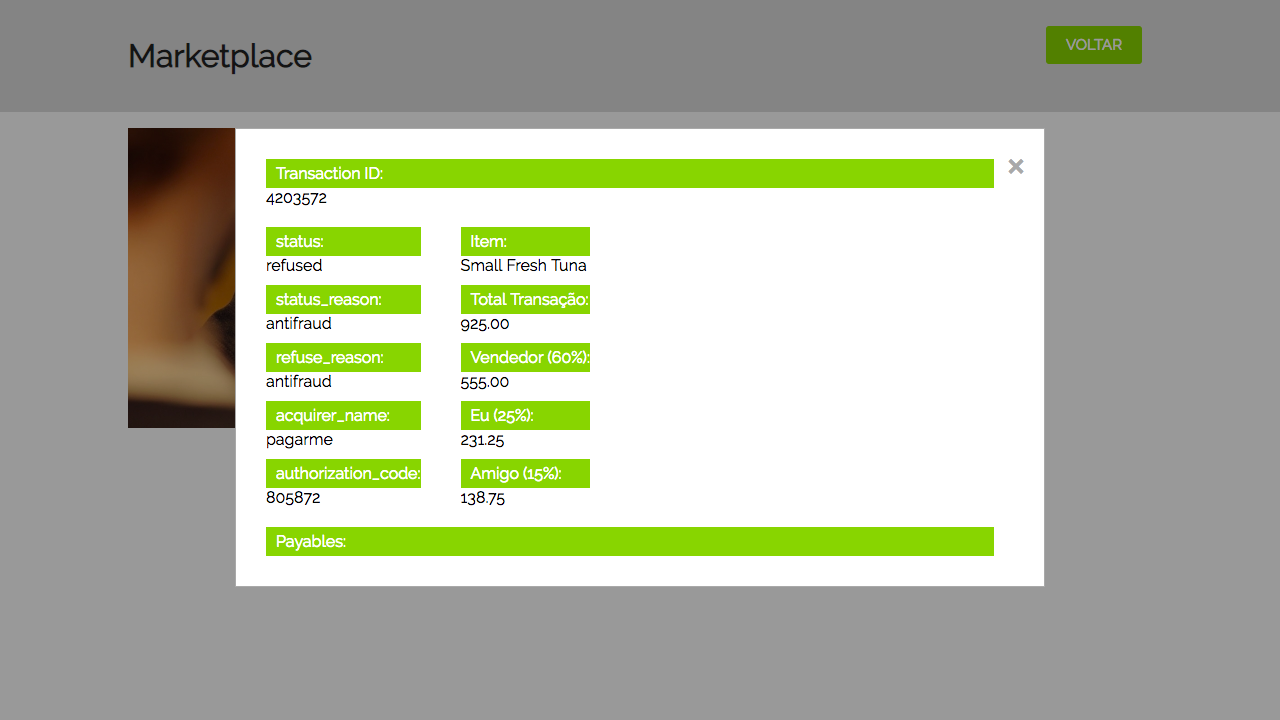 Marketplace
VOLTAR
Transaction ID:
4203572
status:
refused
status_reason:
antifraud
refuse_reason:
antifraud
acquirer_name:
pagarme
authorization_code:
805872
Item:
Small Fresh Tuna
Total Transação:
925.00
Vendedor (60%):
555.00
Eu (25%):
231.25
Amigo (15%):
138.75
Payables: